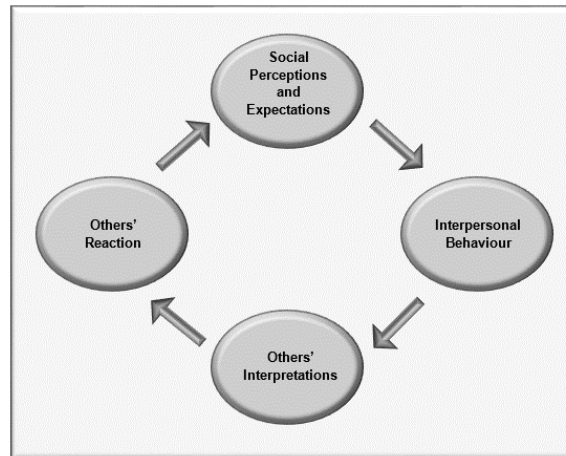 Social
Perceptions
and
Expectations
Interpersonal
Behaviour
Others'
Interpretations
Others'
Reaction